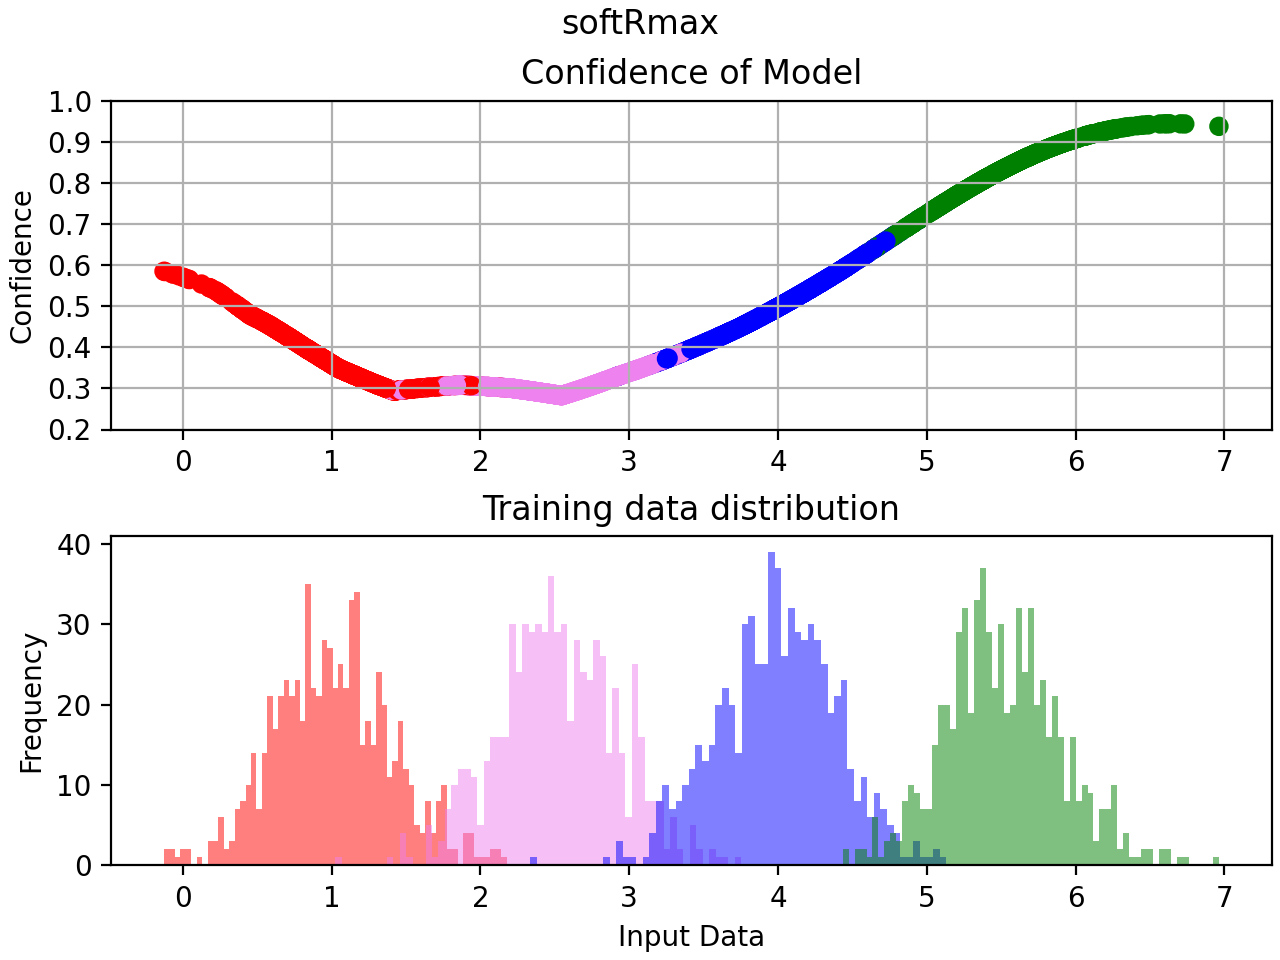 softRmax
Confidence of Model
1.0
0.9
0.8
0.7
0.6
0.5
0.4
0.3
0.2
Confidence
0 1 2 3 4 5 6 7
Training data distribution
40
30
20
10
0
Frequency
0 1 2 3 4 5 6 7
Input Data